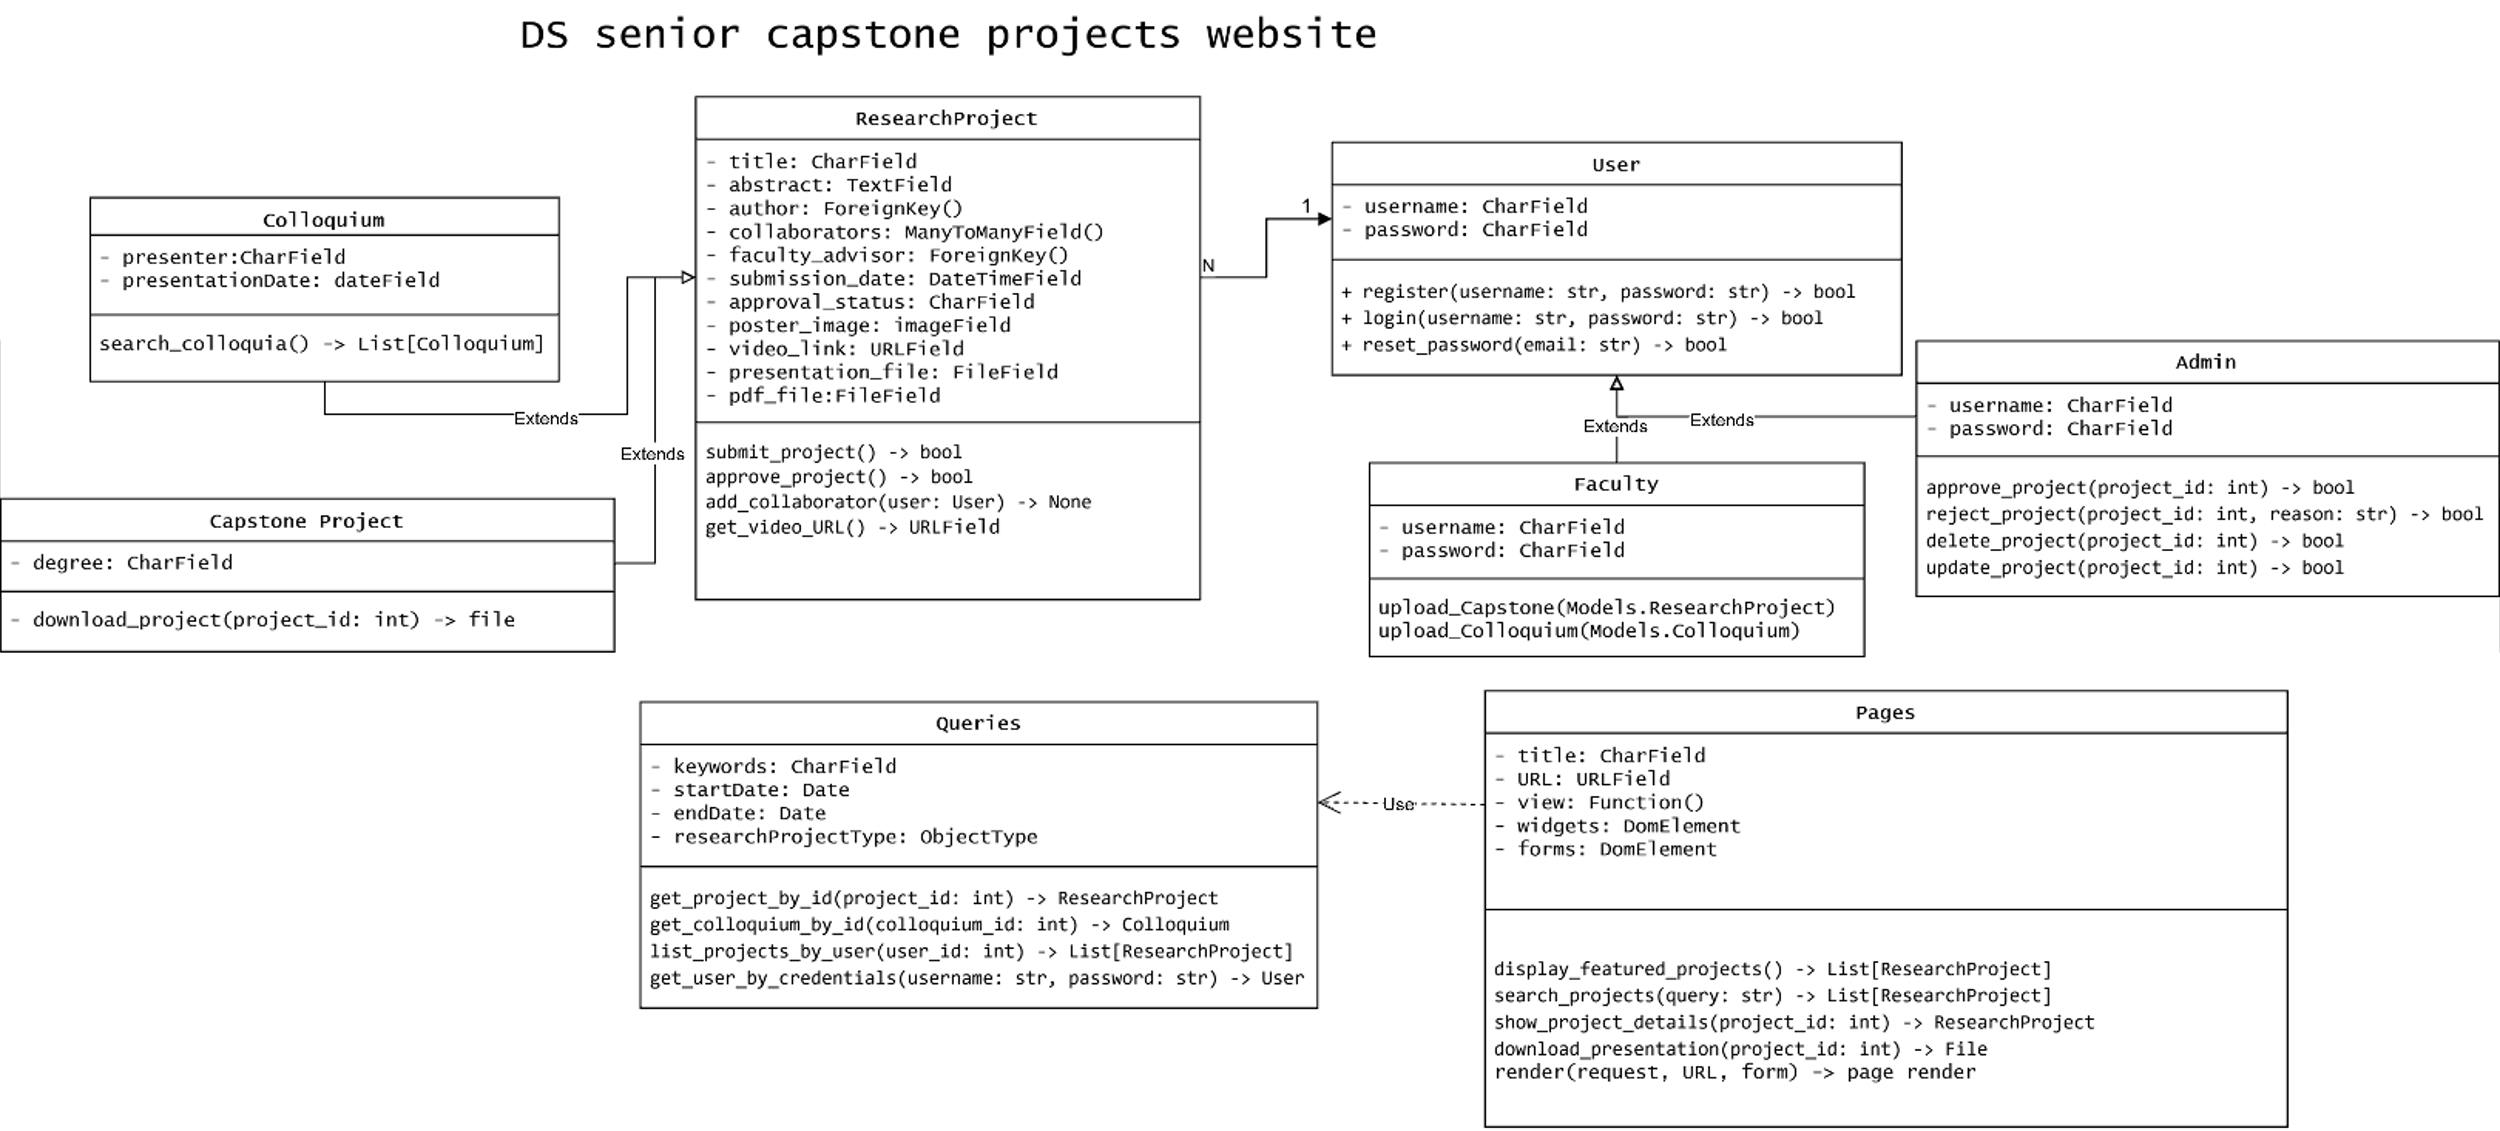 DS senior capstone projects website
ResearchProject
- title: CharField
- abstract: TextField
- author: ForeignKey()
- collaborators: ManyToManyField()
- faculty_advisor: ForeignKey()
- submission_date: DateTimeField
- approval_status: CharField
- poster_image: imageField
- video_link: URLField
- presentation_file: FileField
- pdf_file:FileField
submit_project() -> bool
approve_project() -> bool
add_collaborator(user: User) -> None
get_video_URL() -> URLField
User
- username: CharField
- password: CharField
+ register(username: str, password: str) -> bool
+ login(username: str, password: str) -> bool
+ reset_password(email: str) -> bool
1
N
Colloquium
- presenter:CharField
- presentationDate: dateField
search_colloquia() -> List[Colloquium]
Extends
Extends
Extends
Extends
Admin
- username: CharField
- password: CharField
approve_project(project_id: int) -> bool
reject_project(project_id: int, reason: str) -> bool
delete_project(project_id: int) -> bool
update_project(project_id: int) -> bool
Capstone Project
- degree: CharField
- download_project(project_id: int) -> file
Faculty
- username: CharField
- password: CharField
upload_Capstone(Models.ResearchProject)
upload_Colloquium(Models.Colloquium)
Queries
- keywords: CharField
- startDate: Date
- endDate: Date
- researchProjectType: ObjectType
get_project_by_id(project_id: int) -> ResearchProject
get_colloquium_by_id(colloquium_id: int) -> Colloquium
list_projects_by_user(user_id: int) -> List[ResearchProject]
get_user_by_credentials(username: str, password: str) -> User
Use
Pages
- title: CharField
- URL: URLField
- view: Function()
- widgets: DomElement
- forms: DomElement
display_featured_projects() -> List[ResearchProject]
search_projects(query: str) -> List[ResearchProject]
show_project_details(project_id: int) -> ResearchProject
download_presentation(project_id: int) -> File
render(request, URL, form) -> page render